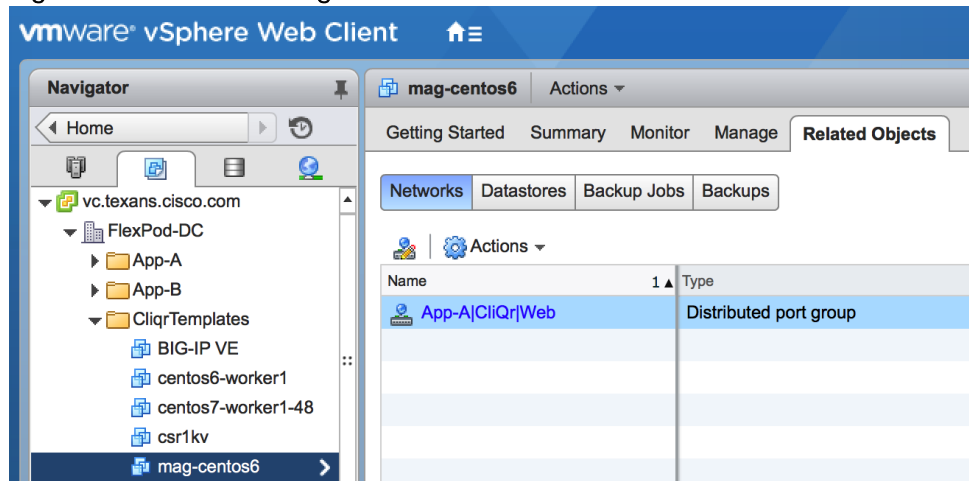 vmware® vSphere Web Client
Navigator
Home
vc.texans.cisco.com
FlexPod-DC
App-A
App-B
CliqrTemplates
BIG-IP VE
centos6-worker1
centos7-worker1-48
csr1kv
mag-centos6
mag-centos6 Actions
Getting Started Summary Monitor Manage Related Objects
Networks Datastores Backup Jobs Backups
Actions
Name 1 Type
App-A|CliQr|Web Distributed port group